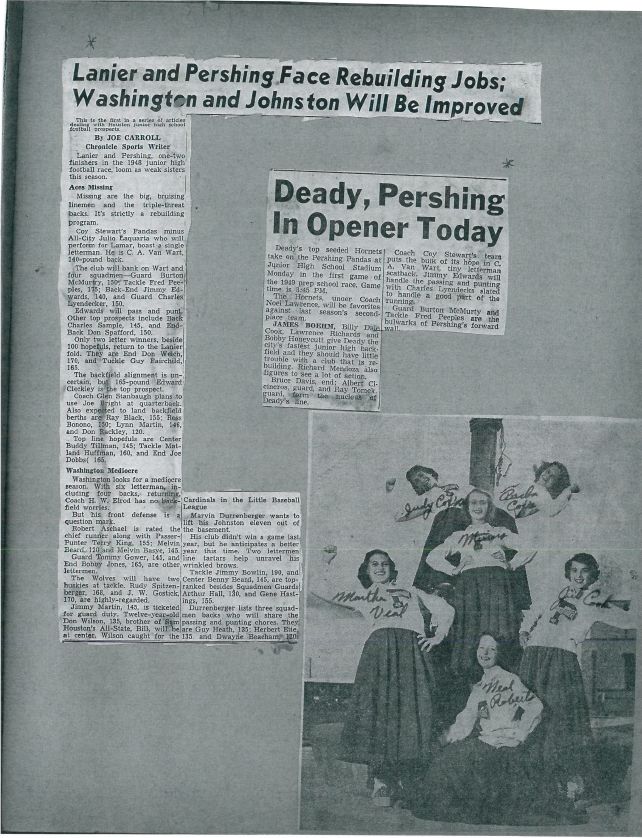 Lanier and Pershing Face Rebuilding Jobs;
Washington and Johnston Will Be Improved
This is the first in a series of articles
dealing with Houston junior high school
football prospects.
By JOE CARROLL
Chronicle Sports Writer
Lanier and Pershing, one-two
finishers in the 1948 junior high
football race, loom as weak sisters
this season.
Aces Missing
Missing are the big, bruising
linemen and the triple-threat
backs. It's strictly a rebuilding
program.
Coy Stewart's Pandas minus
All-City Julio Esquaria who will
perform for Lamar, boast a single
letterman. He is C. A. Van Wart,
140-pound back.
The club will bank on Wart and
four squadmen—Guard Burton
McMurtry, 150; Tackle Fred Pee-
ples, 175; Back-End Jimmy Ed-
wards, 140, and Guard Charles
Lyendecker, 150.
Edwards will pass and punt.
Other top prospects include Back
Charles Sample, 145, and End-
Back Don Spafford, 150.
Only two letter winners, beside
100 hopefuls, return to the Lanier
fold. They are End Don Welch,
170, and Tackle Guy Fairchild,
165.
The backfield alignment is un-
certain, but 165-pound Edward
Cleckley is the top prospect.
Coach Glen Stanbaugh plans to
use Joe Bright at quarterback.
Also expected to land backfield
berths are Ray Black, 155; Ross
Bonono, 150; Lynn Martin, 146,
and Don Rackley, 120.
Top line hopefuls are Center
Buddy Tillman, 145; Tackle Mat-
land Huffman, 160, and End Joe
Dobbs, 165.
Washington Mediocre
Washington looks for a mediocre
season. With six letterman, in-
cluding four backs, returning,
Coach H. W. Elrod has no back-
field worries.
But his front defense is a
question mark.
Robert Aschael is rated the
chief runner along with Passer-
Punter Terry King, 155; Melvin
Beard, 120 and Melvin Basye, 145.
Guard Tommy Gower, 145, and
End Bobby Jones, 165, are other
lettermen.
The Wolves will have two
huskies at tackle. Rudy Spitzen-
berger, 168, and J. W. Gostick,
170, are highly-regarded.
Jimmy Martin, 145, is ticketed
for guard duty. Twelve-year-old
Don Wilson, 135, brother of Sam
Houston's All-State, Bill, will be
at center. Wilson caught for the
Cardinals in the Little Baseball
League
Marvin Durrenberger wants to
lift his Johnston eleven out of
the basement.
His club didn't win a game last
year, but he anticipates a better
year this time. Two lettermen
line tartars help unravel his
wrinkled brows.
Tackle Jimmy Bowlin, 190, and
Center Benny Beard, 145, are top-
ranked besides Squadman Guards
Arthur Hall, 130, and Gene Hast-
ings, 155.
Durrenberger lists three squad-
men backs who will share the
passing and punting chores. They
are Guy Heath, 135; Herbert
135 and Dwayne Beacham, 120
Deady, Pershing
In Opener Today
Deady's top seeded Hornets
take on the Pershing Pandas at
Junior High School Stadium
Monday in the first game of
the 1949 prep school race. Game
time is 3:45 PM.
The Hornets, under Coach
Noel Lawrence, will be favorites
against last season's second-
place team.
JAMES BOEHM, Billy Dale
Cook, Lawrence Richards and
Bobby Honeycutt give Deady the
city's fastest junior high back-
field and they should have little
trouble with a club that is re-
building. Richard Mendoza also
figures to see a lot of action.
Bruce Davis, end; Albert Ci-
cineros, guard, and Ray Tomek,
guard, form the nucleus of
Deady's line.
Coach Coy Stewart's team
puts the bulk of its hope in C.
A. Van Wart, tiny letterman
scatback. Jimmy Edwards will
handle the passing and punting
with Charles Lyendecks slated
to handle a good part of the
running.
Guard Burton McMurty and
Tackle Fred Peeples are the
bulwarks of Pershing's forward
wall.
Judy
Martha
Veal
Jill Cook
Neal
Roberts